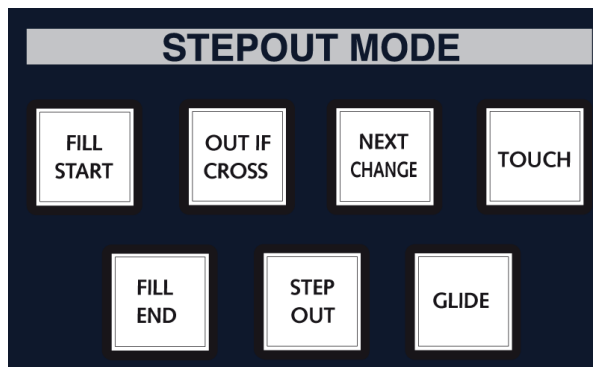 STEPOUT MODE
FILL
START
OUT IF
CROSS
NEXT
CHANGE
TOUCH
FILL
END
STEP
OUT
GLIDE